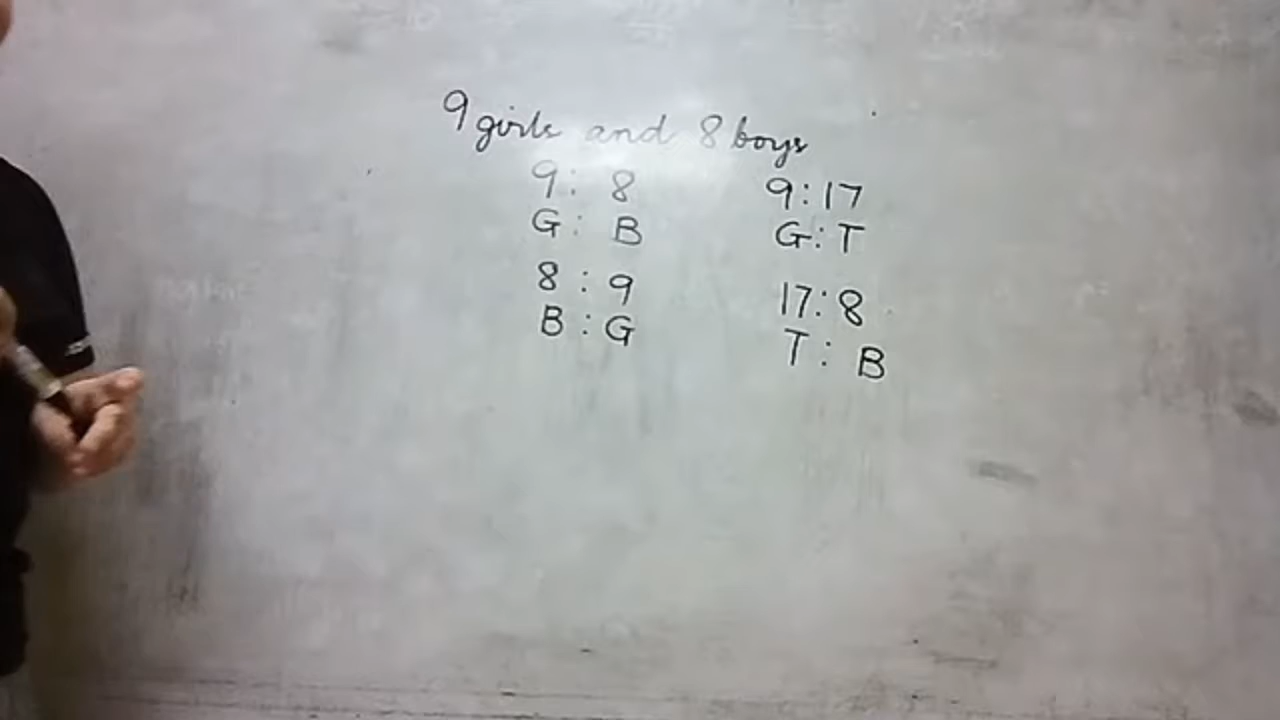 9 girls and 8 boys
9 : 8
G : B
8 : 9
B : G
9 : 17
G : T
17 : 8
T : B